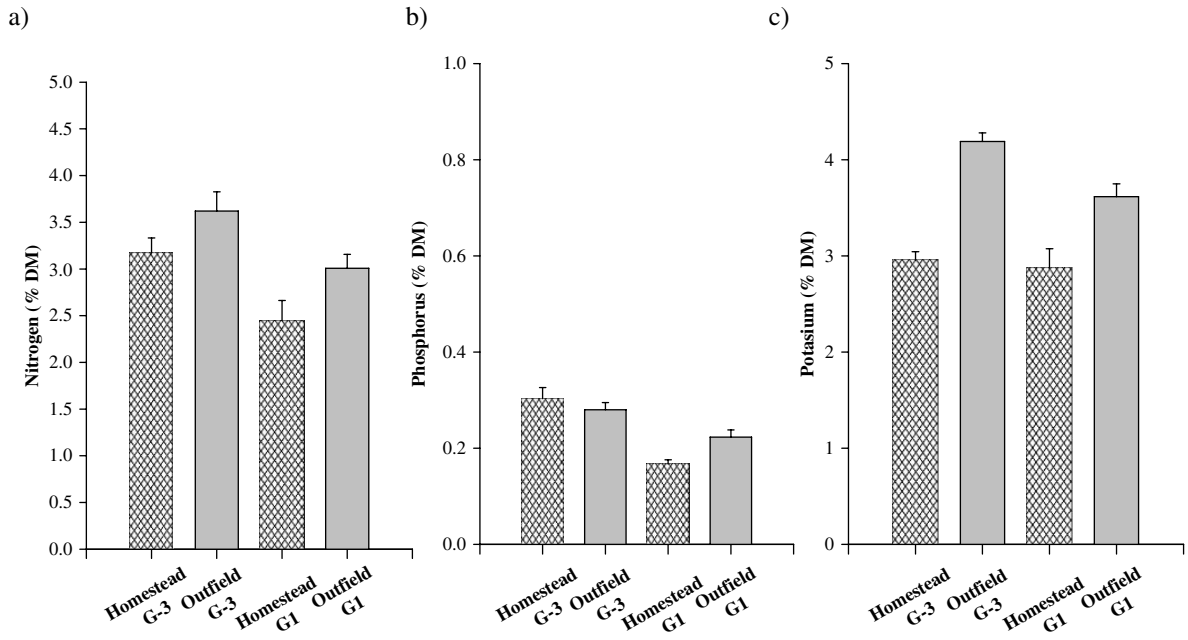 a)
5.0
4.5
4.0
3.5
3.0
2.5
2.0
1.5
1.0
0.5
0.0
Nitrogen (% DM)
Homestead
G-3
Outfield
G-3
Homestead
G1
Outfield
G1
b)
1.0
0.8
0.6
0.4
0.2
0.0
Phosphorus (% DM)
Homestead
G-3
Outfield
G-3
Homestead
G1
Outfield
G1
c)
5
4
3
2
1
0
Potasium (% DM)
Homestead
G-3
Outfield
G-3
Homestead
G1
Outfield
G1